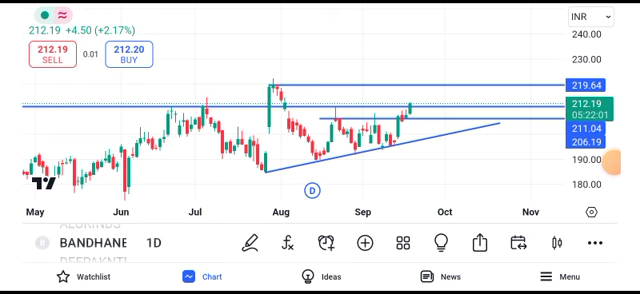 INR
212.19 +4.50 (+2.17%)
212.19 SELL
0.01
212.20 BUY
240.00
230.00
219.64
212.19
05:22:01
211.04
206.19
190.00
180.00
D
May Jun Jul Aug Sep Oct Nov
BANDHANE 1D
Watchlist Chart Ideas News Menu